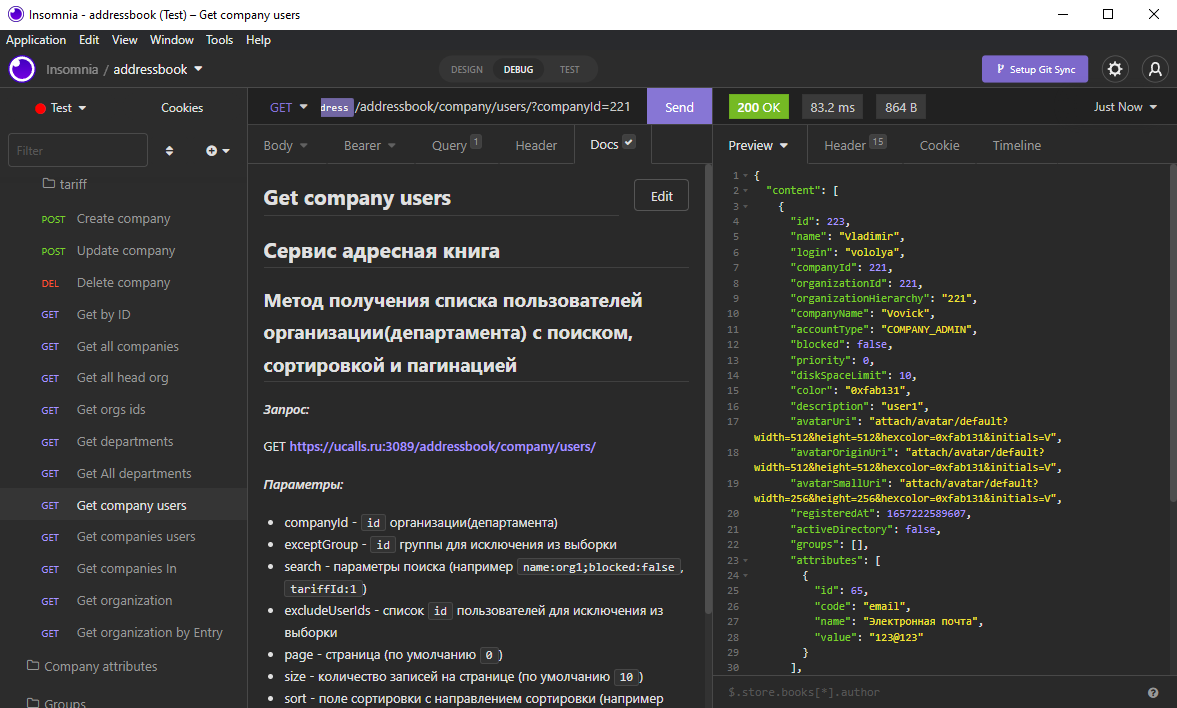 Insomnia - addressbook (Test) – Get company users
Application Edit View Window Tools Help
Insomnia / addressbook
DESIGN DEBUG TEST
Setup Git Sync
Test
Cookies
Filter
tariff
POST Create company
POST Update company
DEL Delete company
GET Get by ID
GET Get all companies
GET Get all head org
GET Get orgs ids
GET Get departments
GET Get All departments
GET Get company users
GET Get companies users
GET Get companies In
GET Get organization
GET Get organization by Entry
Company attributes
Groups
GET dress/addressbook/company/users/?companyId=221 Send
Body Bearer Query 1 Header Docs
Get company users
Edit
Сервис адресная книга
Метод получения списка пользователей
организации(департамента) с поиском,
сортировкой и пагинацией
Запрос:
GET https://ucalls.ru:3089/addressbook/company/users/
Параметры:
• companyId - id организации(департамента)
• exceptGroup - id группы для исключения из выборки
• search - параметры поиска (например name:org1;blocked:false ,
tariffId:1 )
• excludeUserIds - список id пользователей для исключения из
выборки
• page - страница (по умолчанию 0 )
• size - количество записей на странице (по умолчанию 10 )
• sort - поле сортировки с направлением сортировки (например
200 OK 83.2 ms 864 B Just Now
Preview Header 15 Cookie Timeline
1 {
2 "content": [
3 {
4 "id": 223,
5 "name": "Vladimir",
6 "login": "vololya",
7 "companyId": 221,
8 "organizationId": 221,
9 "organizationHierarchy": "221",
10 "companyName": "Vovick",
11 "accountType": "COMPANY_ADMIN",
12 "blocked": false,
13 "priority": 0,
14 "diskSpaceLimit": 10,
15 "color": "0xfab131",
16 "description": "user1",
17 "avatarUri": "attach/avatar/default?
width=512&height=512&hexcolor=0xfab131&initials=V",
18 "avatarOriginUri": "attach/avatar/default?
width=512&height=512&hexcolor=0xfab131&initials=V",
19 "avatarSmallUri": "attach/avatar/default?
width=256&height=256&hexcolor=0xfab131&initials=V",
20 "registeredAt": 1657222589607,
21 "activeDirectory": false,
22 "groups": [],
23 "attributes": [
24 {
25 "id": 65,
26 "code": "email",
27 "name": "Электронная почта",
28 "value": "123@123"
29 }
30 ],
$.store.books[*].author